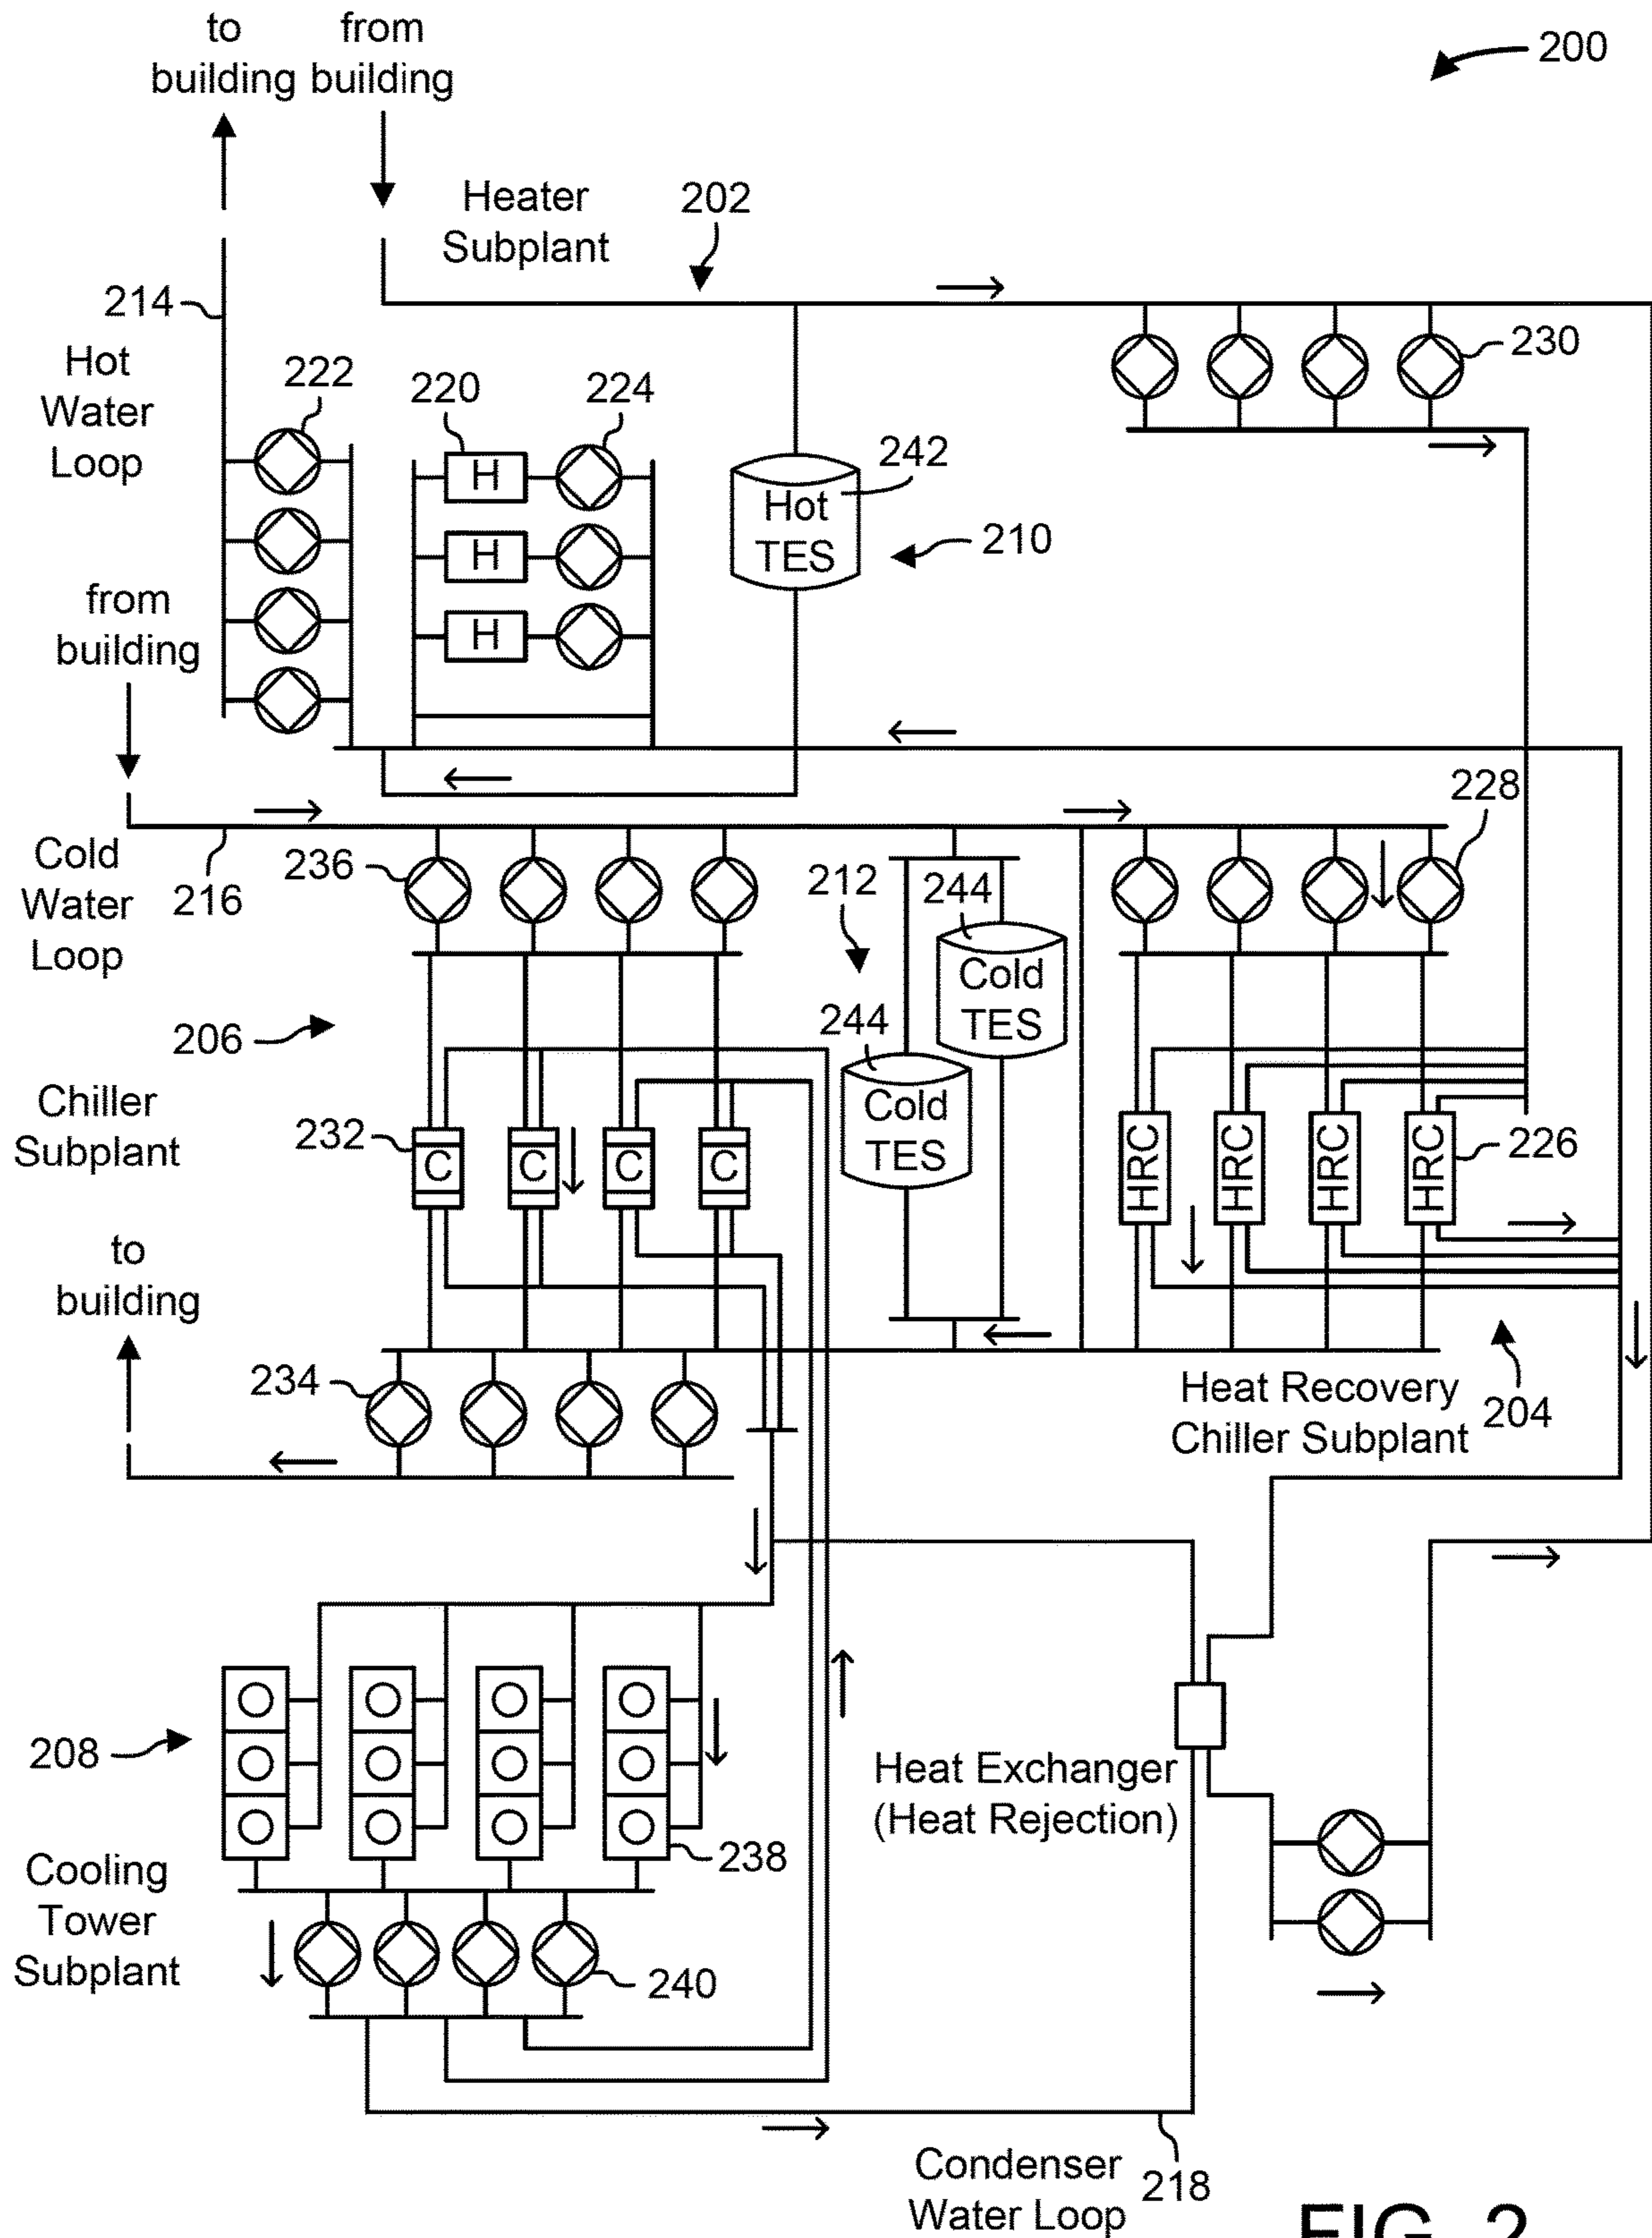 to
building
from
building
200
Heater
Subplant
202
214
Hot
Water
Loop
222
220
224
230
H
H
H
Hot
TES
242
210
from
building
228
Cold
Water
Loop
216
236
212
244
Cold
TES
244
Cold
TES
206
Chiller
Subplant
232
C
C
C
C
HRC
HRC
HRC
HRC
226
to
building
234
Heat Recovery
Chiller Subplant
204
208
Heat Exchanger
(Heat Rejection)
238
Cooling
Tower
Subplant
240
Condenser
Water Loop
218
FIG. 2